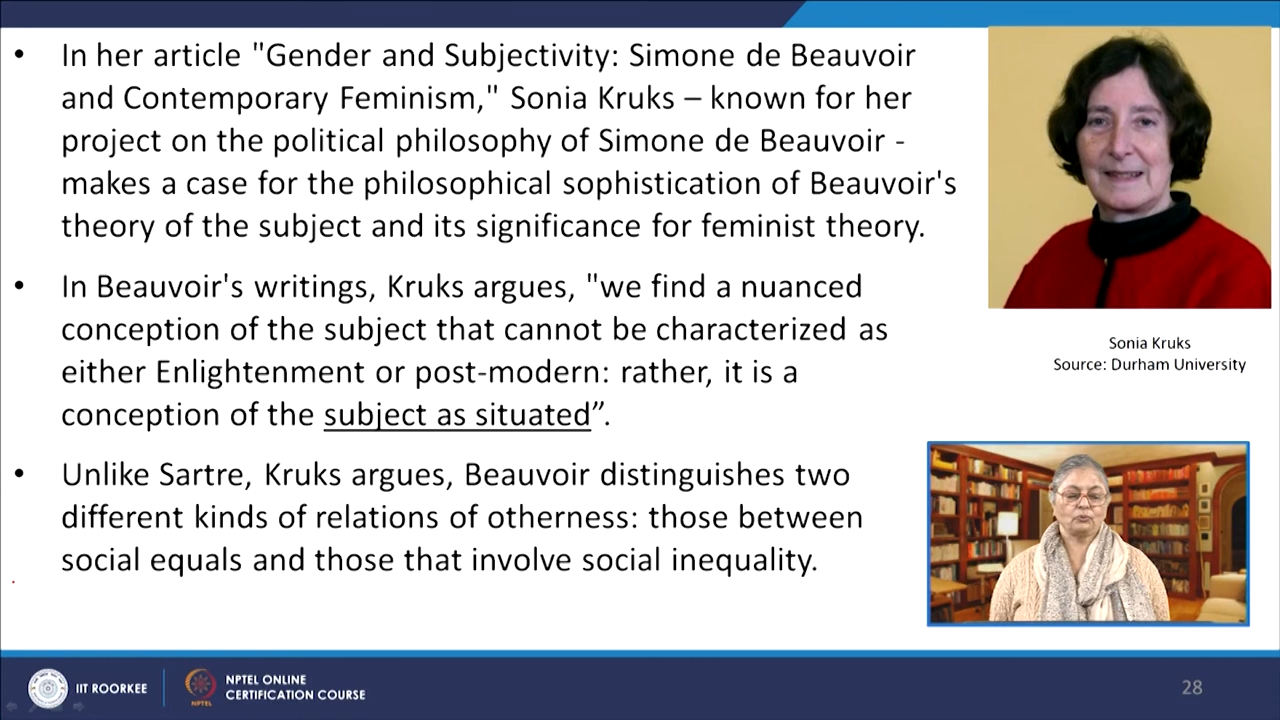 • In her article "Gender and Subjectivity: Simone de Beauvoir
and Contemporary Feminism," Sonia Kruks – known for her
project on the political philosophy of Simone de Beauvoir -
makes a case for the philosophical sophistication of Beauvoir's
theory of the subject and its significance for feminist theory.
• In Beauvoir's writings, Kruks argues, "we find a nuanced
conception of the subject that cannot be characterized as
either Enlightenment or post-modern: rather, it is a
conception of the subject as situated”.
• Unlike Sartre, Kruks argues, Beauvoir distinguishes two
different kinds of relations of otherness: those between
social equals and those that involve social inequality.
Sonia Kruks
Source: Durham University
IIT ROORKEE
NPTEL
NPTEL ONLINE
CERTIFICATION COURSE
28